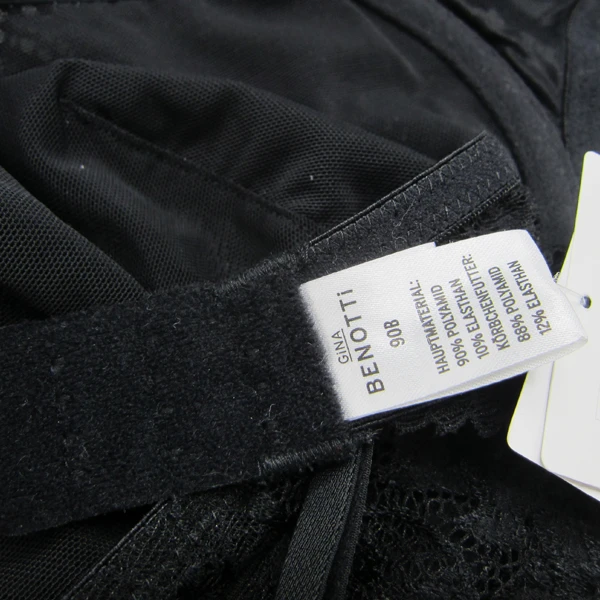 GINA
BENOTTI
90B
HAUPTMATERIAL:
90% POLYAMID
10% ELASTHAN
KÖRBCHENFUTTER:
88% POLYAMID
12% ELASTHAN